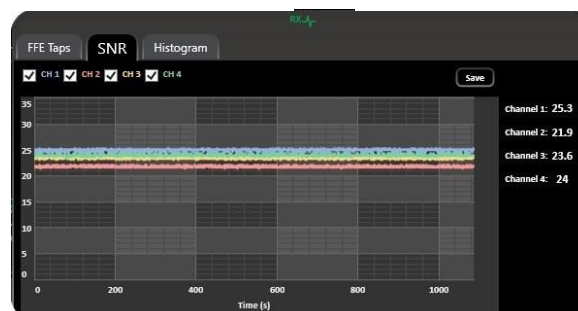 RX
FFE Taps SNR Histogram
CH 1 CH 2 CH 3 CH 4
Save
35
30
25
20
15
10
5
0
0 200 400 600 800 1000
Time (s)
Channel 1: 25.3
Channel 2: 21.9
Channel 3: 23.6
Channel 4: 24